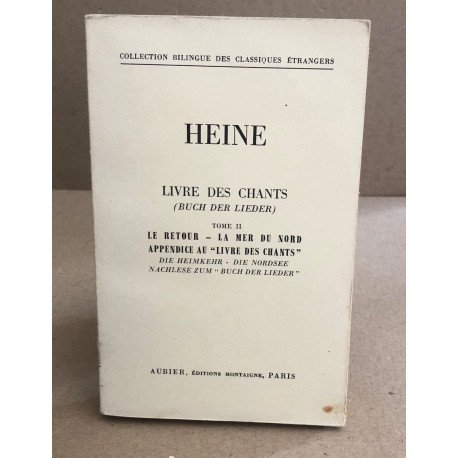 COLLECTION BILINGUE DES CLASSIQUES ÉTRANGERS
HEINE
LIVRE DES CHANTS
(BUCH DER LIEDER)
TOME II
LE RETOUR — LA MER DU NORD
APPENDICE AU "LIVRE DES CHANTS"
DIE HEIMKEHR - DIE NORDSEE
NACHLESE ZUM "BUCH DER LIEDER"
AUBIER, ÉDITIONS MONTAIGNE, PARIS